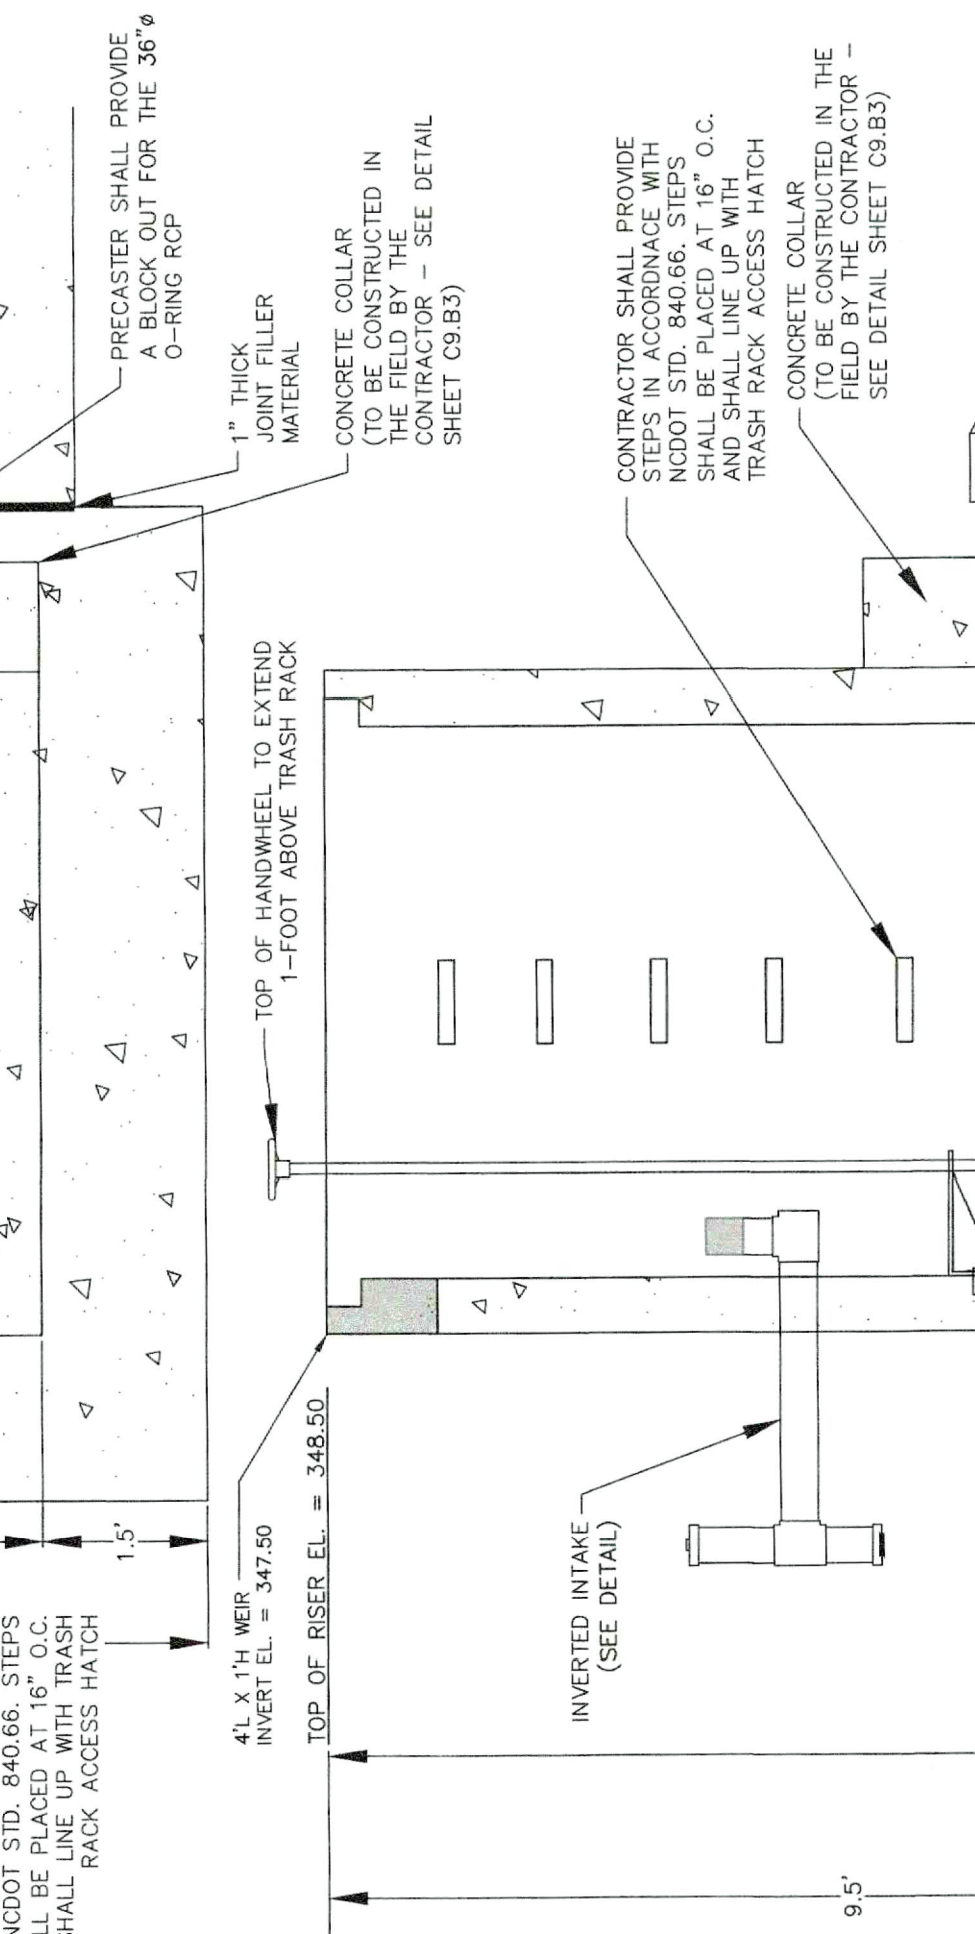 PRECASTER SHALL PROVIDE
A BLOCK OUT FOR THE 36"ø
O-RING RCP
1" THICK
JOINT FILLER
MATERIAL
CONCRETE COLLAR
(TO BE CONSTRUCTED IN
THE FIELD BY THE
CONTRACTOR - SEE DETAIL
SHEET C9.B3)
NCDOT STD. 840.66. STEPS
LL BE PLACED AT 16" O.C.
SHALL LINE UP WITH TRASH
RACK ACCESS HATCH
1.5'
TOP OF HANDWHEEL TO EXTEND
1-FOOT ABOVE TRASH RACK
4'L X 1'H WEIR
INVERT EL. = 347.50
TOP OF RISER EL. = 348.50
CONTRACTOR SHALL PROVIDE
STEPS IN ACCORDNACE WITH
NCDOT STD. 840.66. STEPS
SHALL BE PLACED AT 16" O.C.
AND SHALL LINE UP WITH
TRASH RACK ACCESS HATCH
CONCRETE COLLAR
(TO BE CONSTRUCTED IN THE
FIELD BY THE CONTRACTOR -
SEE DETAIL SHEET C9.B3)
INVERTED INTAKE
(SEE DETAIL)
9.5'